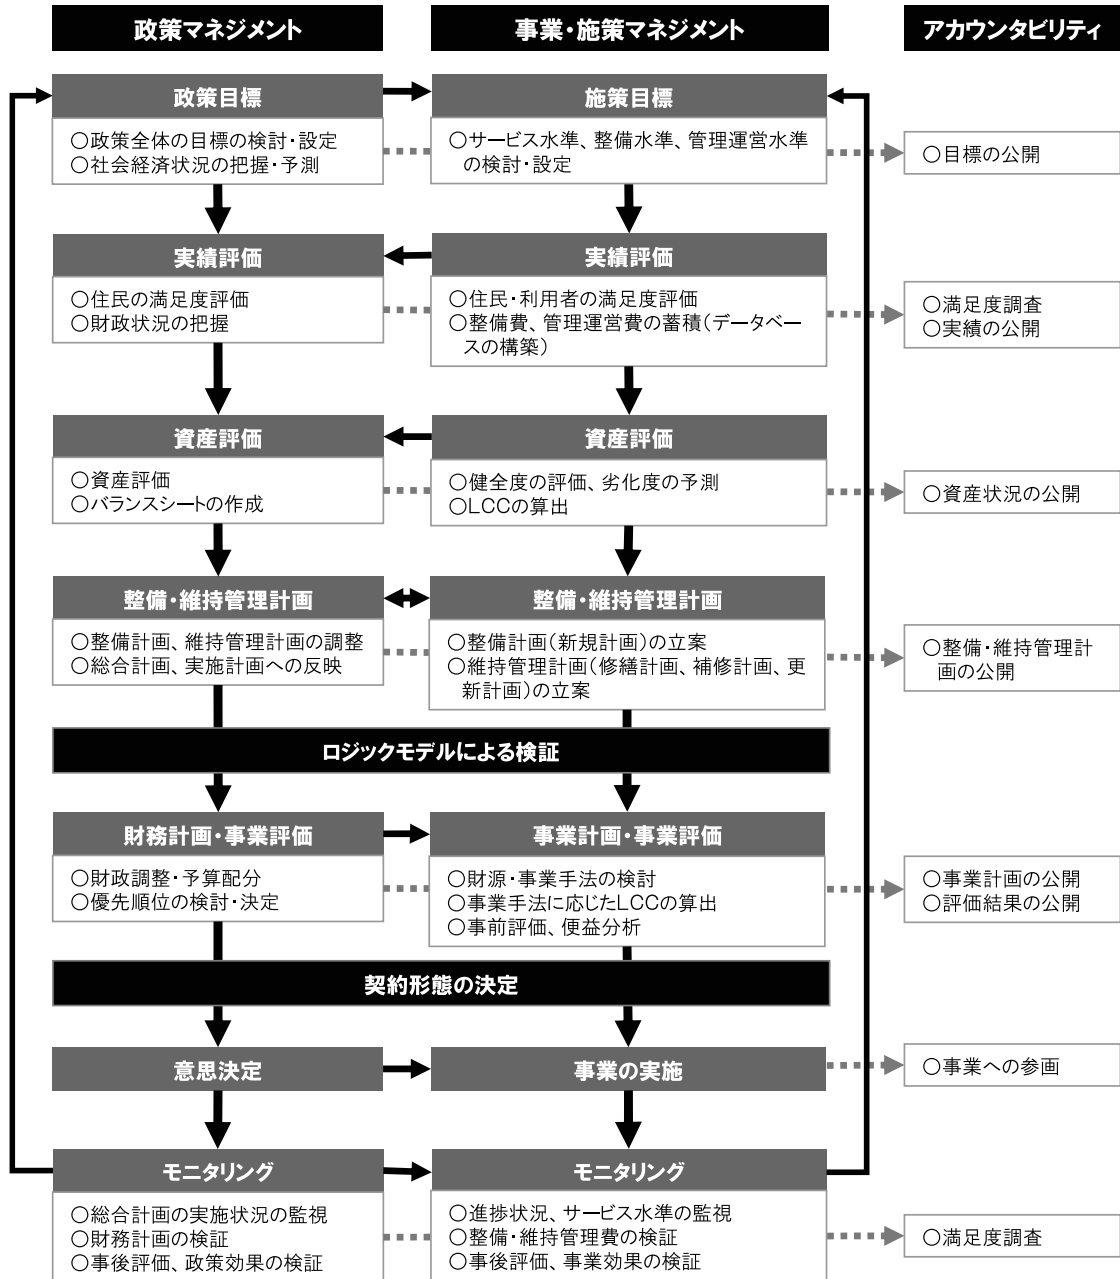 政策マネジメント
事業・施策マネジメント
アカウンタビリティ
政策目標
○政策全体の目標の検討・設定
○社会経済状況の把握・予測
施策目標
○サービス水準、整備水準、管理運営水準
の検討・設定
○目標の公開
実績評価
○住民の満足度評価
○財政状況の把握
実績評価
○住民・利用者の満足度評価
○整備費、管理運営費の蓄積(データベー
スの構築)
○満足度調査
○実績の公開
資産評価
○資産評価
○バランスシートの作成
資産評価
○健全度の評価、劣化度の予測
○LCCの算出
○資産状況の公開
整備・維持管理計画
○整備計画、維持管理計画の調整
○総合計画、実施計画への反映
整備・維持管理計画
○整備計画(新規計画)の立案
○維持管理計画(修繕計画、補修計画、更
新計画)の立案
○整備・維持管理計
画の公開
ロジックモデルによる検証
財務計画・事業評価
○財政調整・予算配分
○優先順位の検討・決定
事業計画・事業評価
○財源・事業手法の検討
○事業手法に応じたLCCの算出
○事前評価、便益分析
○事業計画の公開
○評価結果の公開
契約形態の決定
意思決定
事業の実施
○事業への参画
モニタリング
○総合計画の実施状況の監視
○財務計画の検証
○事後評価、政策効果の検証
モニタリング
○進捗状況、サービス水準の監視
○整備・維持管理費の検証
○事後評価、事業効果の検証
○満足度調査